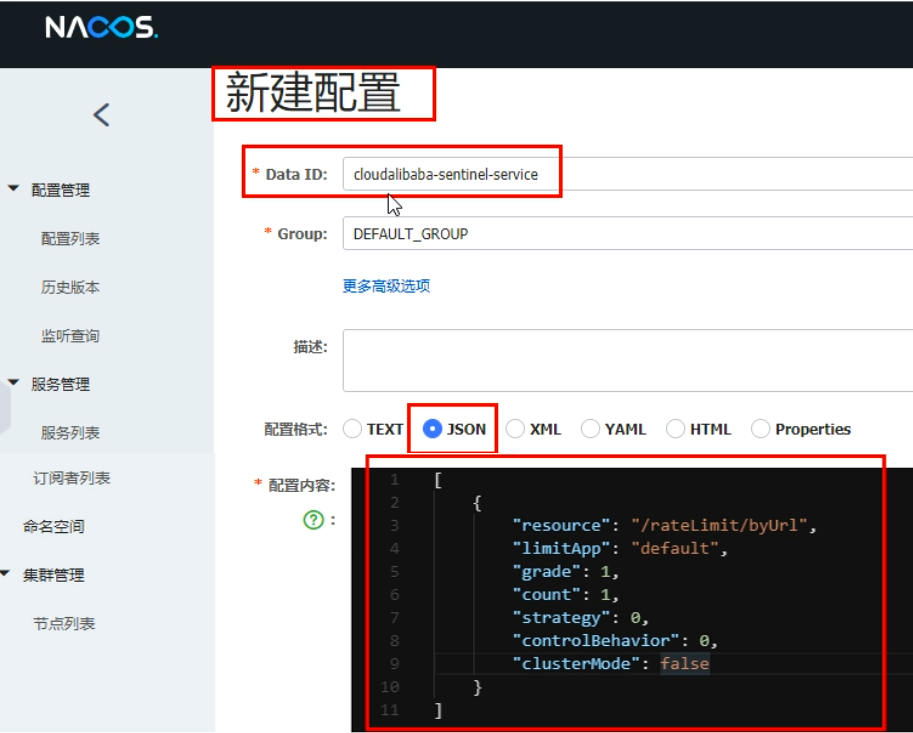 NACOS.
新建配置
* Data ID: cloudalibaba-sentinel-service
* Group: DEFAULT_GROUP
更多高级选项
描述:
配置格式: TEXT JSON XML YAML HTML Properties
* 配置内容:
? :
1 [
2 {
3 "resource": "/rateLimit/byUrl",
4 "limitApp": "default",
5 "grade": 1,
6 "count": 1,
7 "strategy": 0,
8 "controlBehavior": 0,
9 "clusterMode": false
10 }
11 ]
配置管理
配置列表
历史版本
监听查询
服务管理
服务列表
订阅者列表
命名空间
集群管理
节点列表